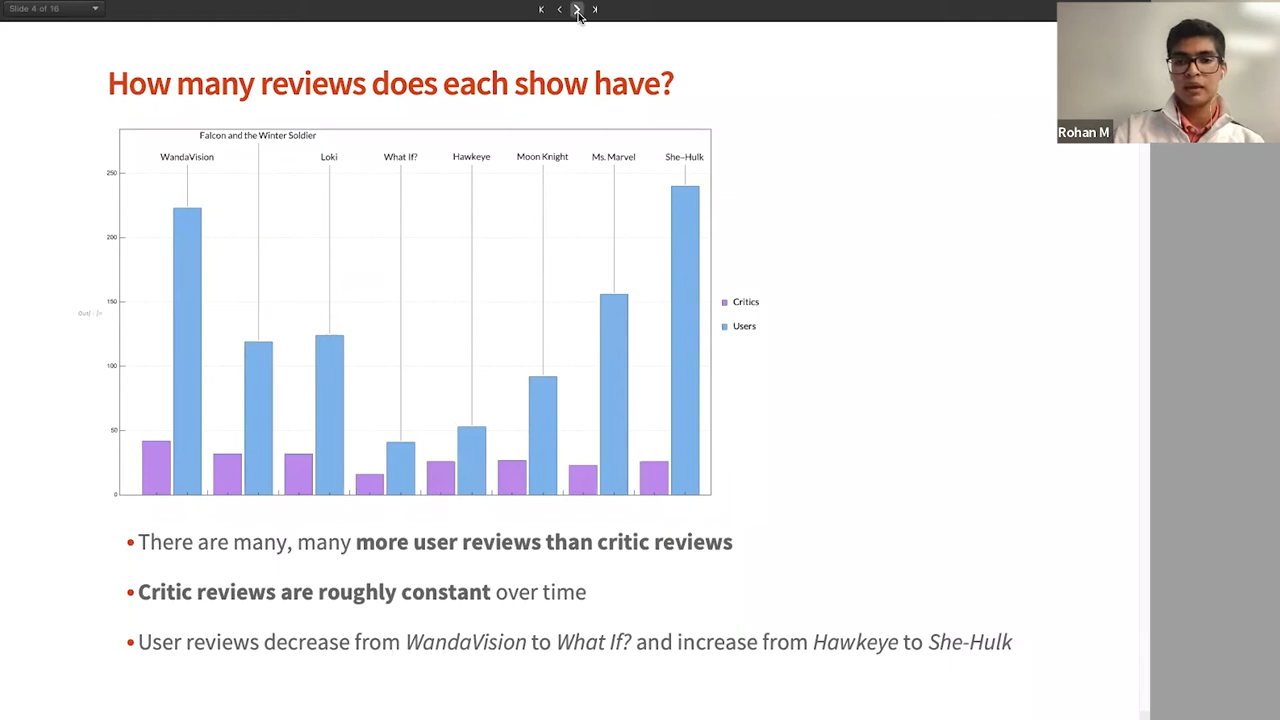 Slide 4 of 16
Rohan M
How many reviews does each show have?
Falcon and the Winter Soldier
WandaVision Loki What If? Hawkeye Moon Knight Ms. Marvel She-Hulk
250
200
150
100
50
0
Out[ ]=
Critics
Users
•There are many, many more user reviews than critic reviews
•Critic reviews are roughly constant over time
•User reviews decrease from WandaVision to What If? and increase from Hawkeye to She-Hulk